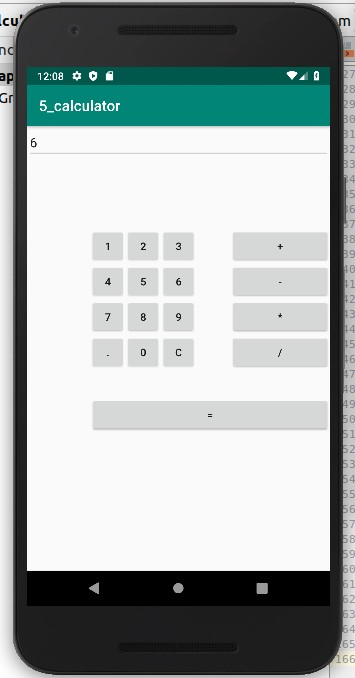 12:08
5_calculator
6
1 2 3 +
4 5 6 -
7 8 9 *
. 0 C /
=